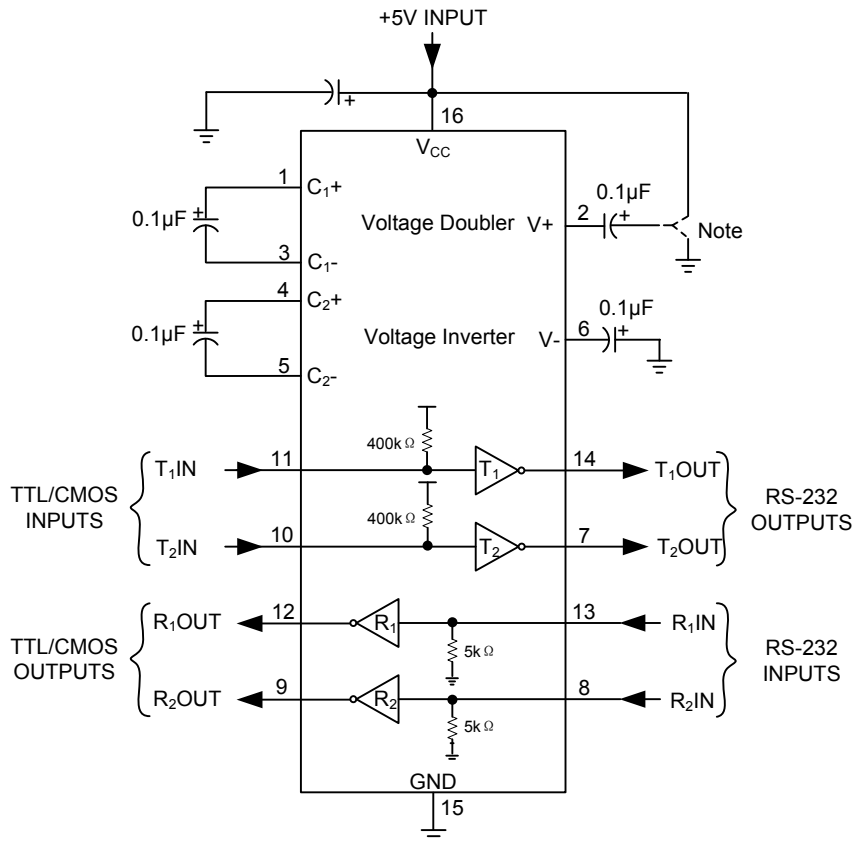 +5V INPUT
+
16
V_CC
1
C₁+
0.1µF
+
3
C₁-
4
C₂+
0.1µF
+
5
C₂-
Voltage Doubler
V+
2
0.1µF
+
Note
Voltage Inverter
V-
6
0.1µF
+
TTL/CMOS
INPUTS
T₁IN
11
400kΩ
T₁
14
T₁OUT
T₂IN
10
400kΩ
T₂
7
T₂OUT
RS-232
OUTPUTS
TTL/CMOS
OUTPUTS
R₁OUT
12
R₁
5kΩ
13
R₁IN
R₂OUT
9
R₂
5kΩ
8
R₂IN
RS-232
INPUTS
GND
15